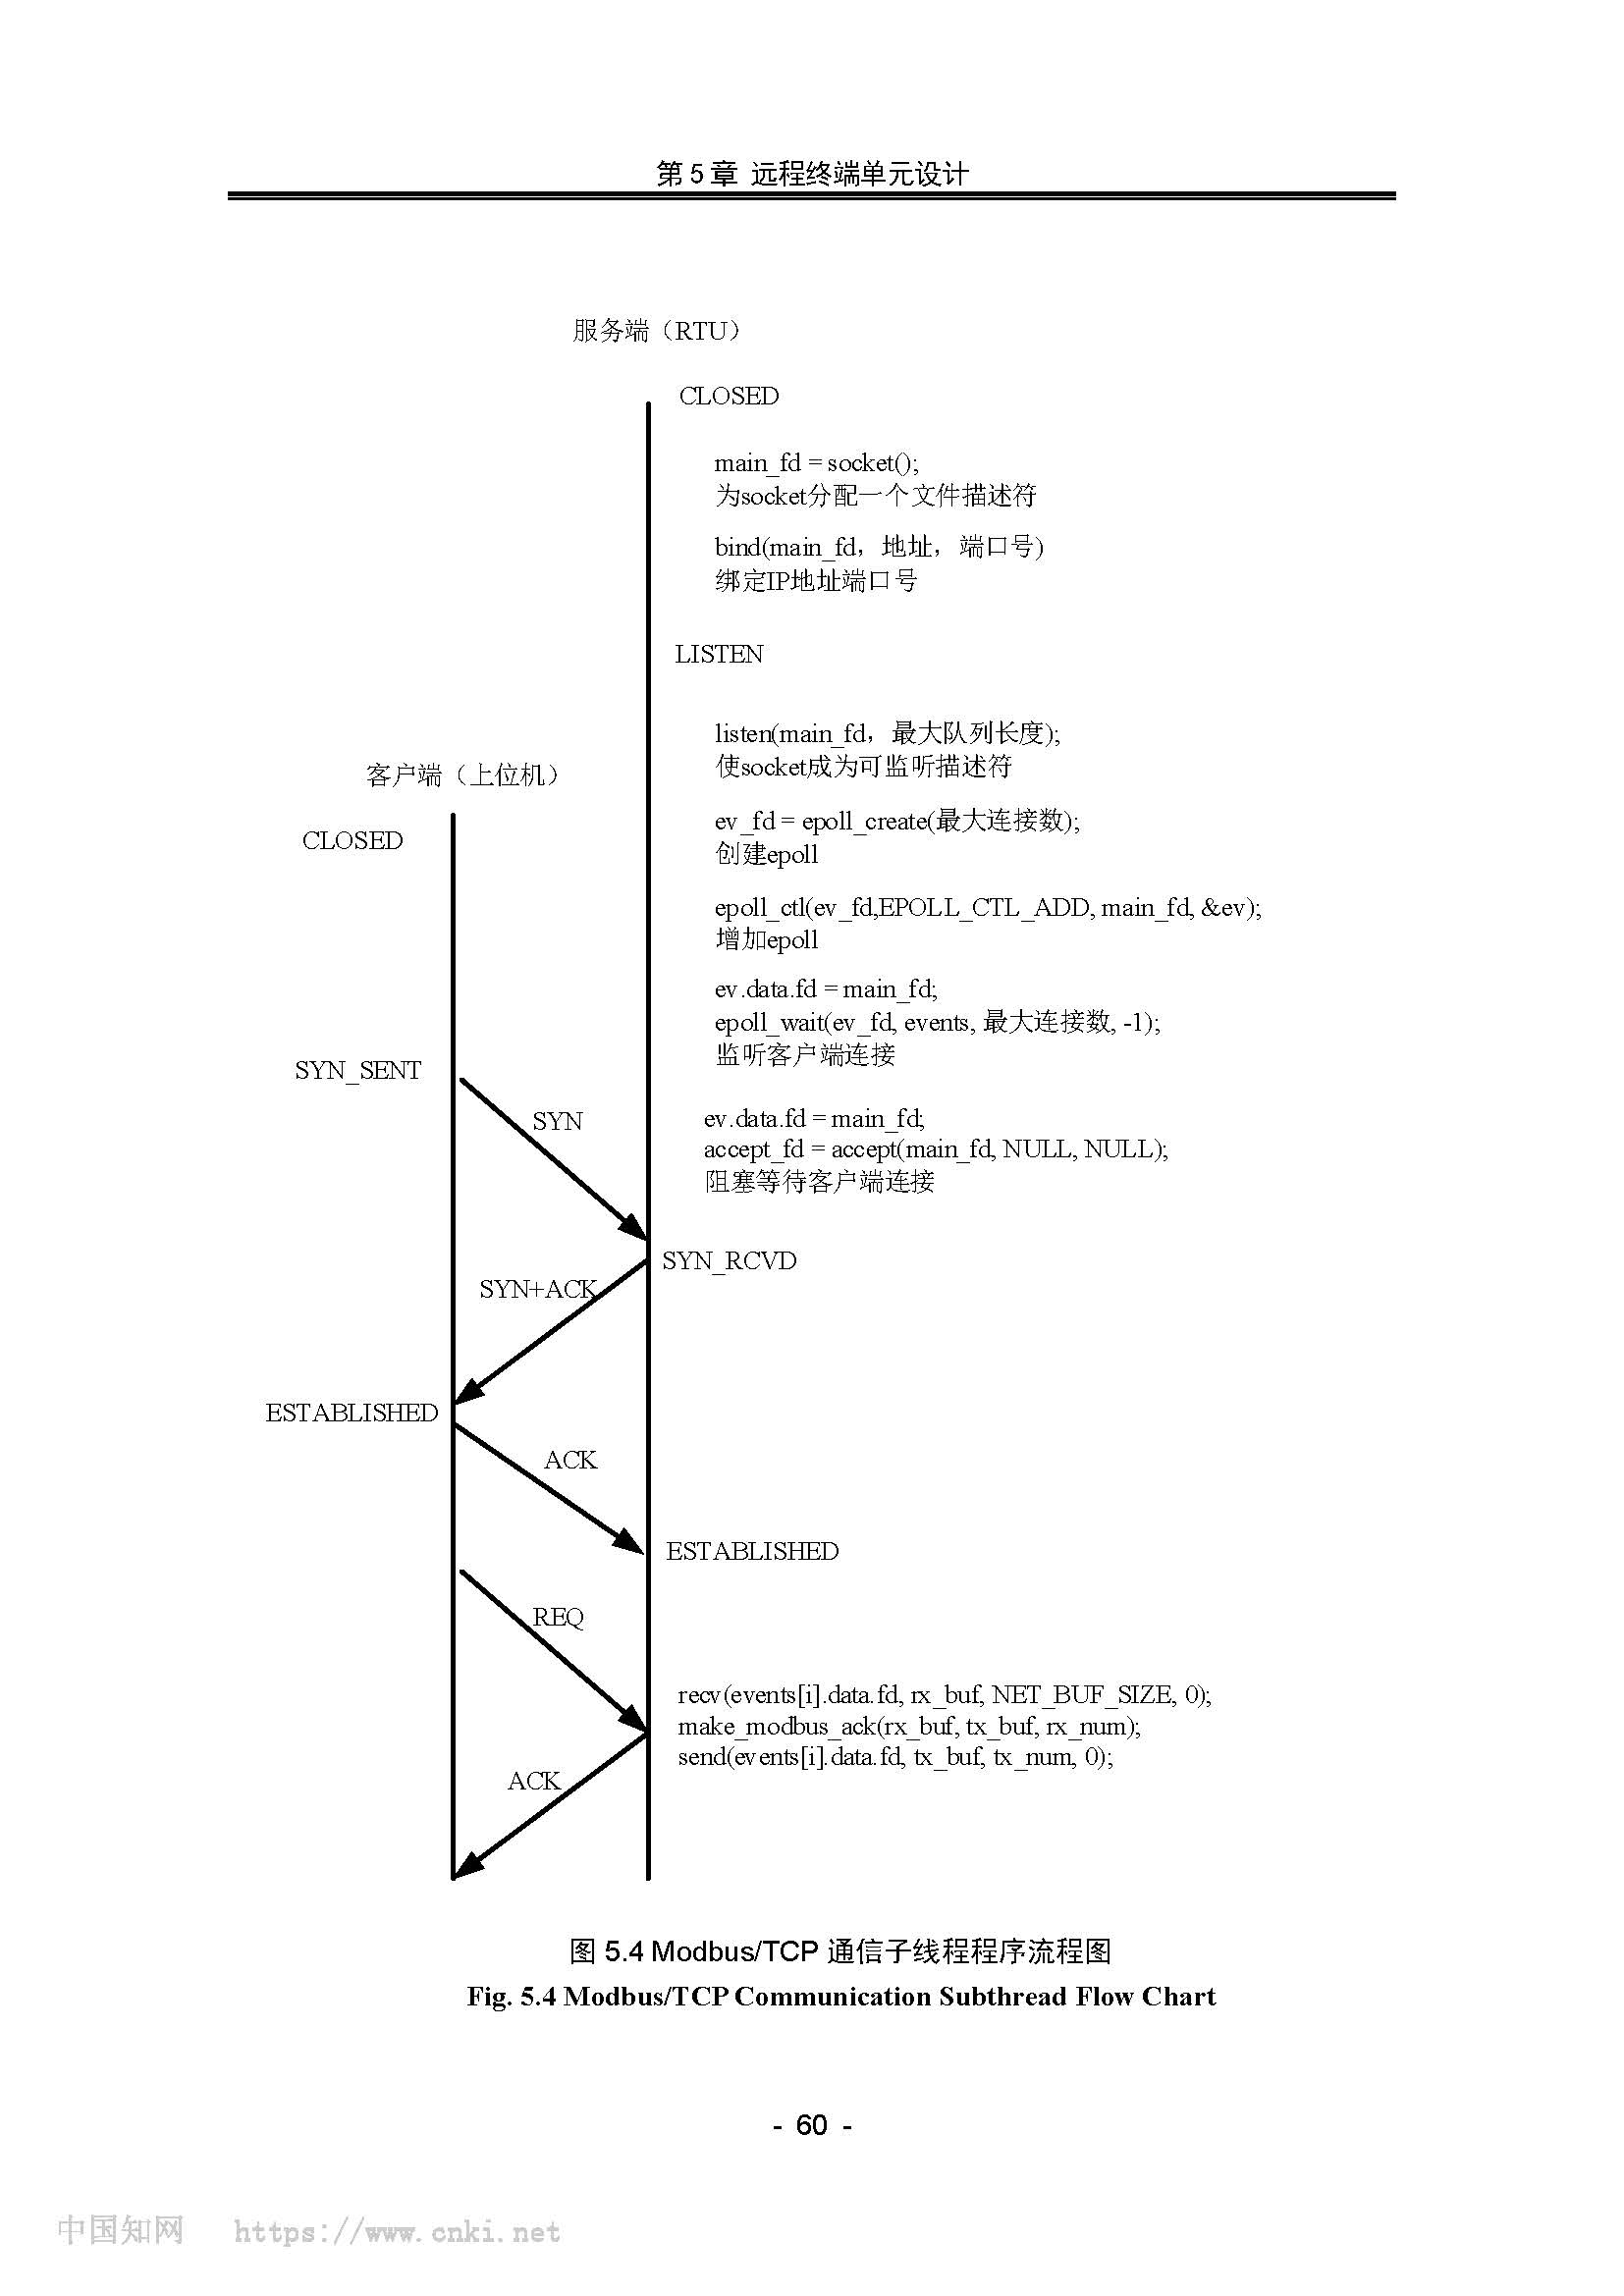 第 5 章 远程终端单元设计
服务端（RTU）
CLOSED
main_fd = socket();
为socket分配一个文件描述符
bind(main_fd，地址，端口号)
绑定IP地址端口号
LISTEN
listen(main_fd，最大队列长度);
使socket成为可监听描述符
客户端（上位机）
CLOSED
ev_fd = epoll_create(最大连接数);
创建epoll
epoll_ctl(ev_fd,EPOLL_CTL_ADD, main_fd, &ev);
增加epoll
ev.data.fd = main_fd;
epoll_wait(ev_fd, events, 最大连接数, -1);
监听客户端连接
SYN_SENT
SYN
ev.data.fd = main_fd;
accept_fd = accept(main_fd, NULL, NULL);
阻塞等待客户端连接
SYN_RCVD
SYN+ACK
ESTABLISHED
ACK
ESTABLISHED
REQ
recv(events[i].data.fd, rx_buf, NET_BUF_SIZE, 0);
make_modbus_ack(rx_buf, tx_buf, rx_num);
send(events[i].data.fd, tx_buf, tx_num, 0);
ACK
图 5.4 Modbus/TCP 通信子线程程序流程图
Fig. 5.4 Modbus/TCP Communication Subthread Flow Chart
- 60 -
中国知网 https://www.cnki.net